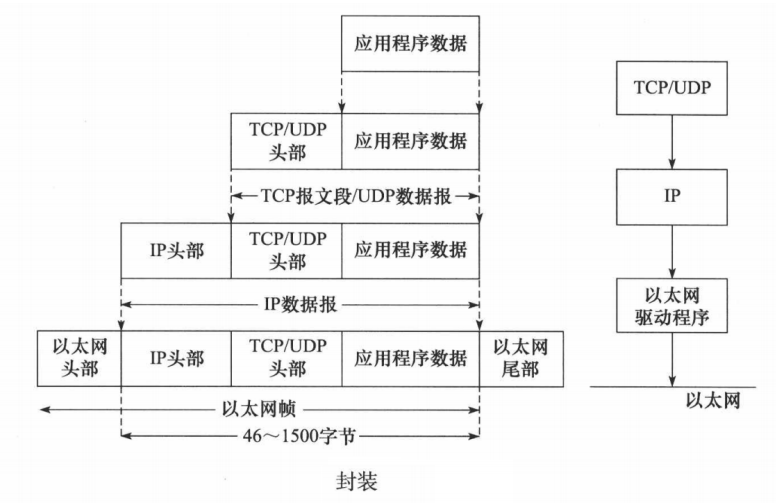 应用程序数据
TCP/UDP
头部
应用程序数据
TCP报文段/UDP数据报
IP头部
TCP/UDP
头部
应用程序数据
IP数据报
以太网
头部
IP头部
TCP/UDP
头部
应用程序数据
以太网
尾部
以太网帧
46～1500字节
TCP/UDP
IP
以太网
驱动程序
以太网
封装